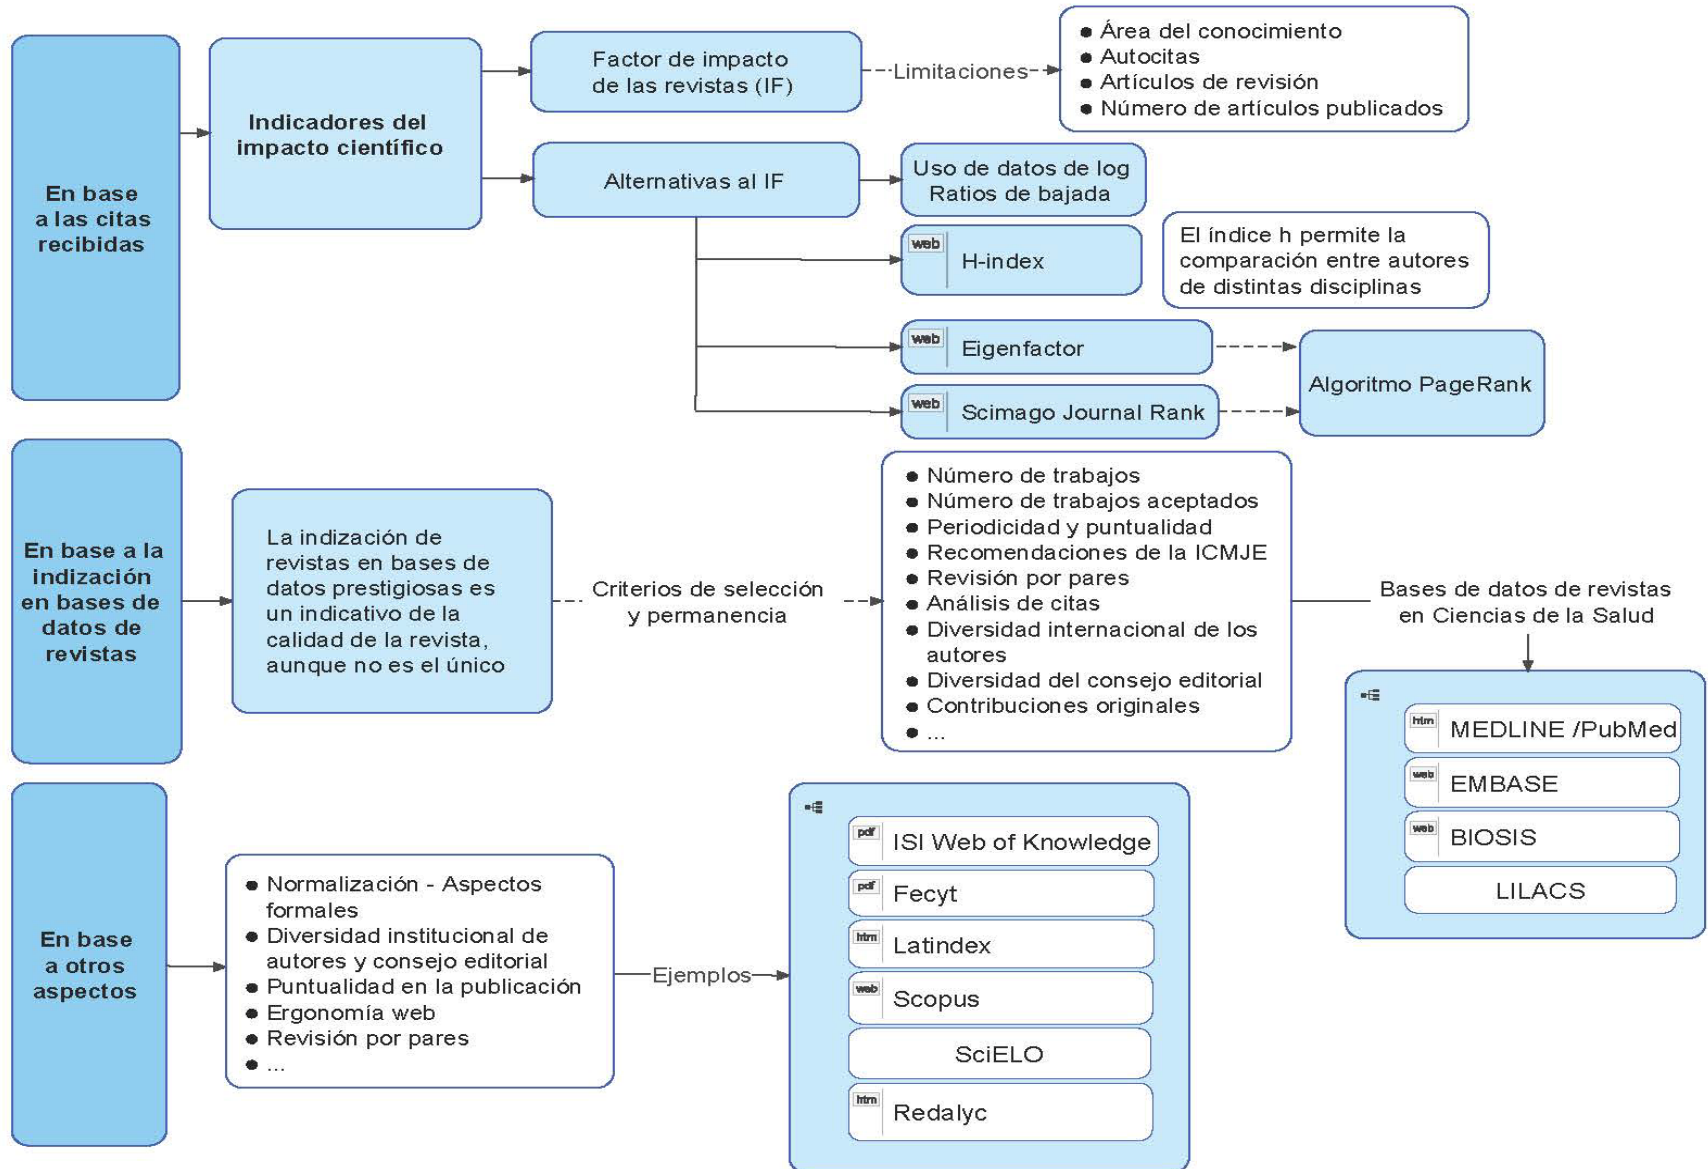 En base
a las citas
recibidas
Indicadores del
impacto científico
Factor de impacto
de las revistas (IF)
Limitaciones
● Área del conocimiento
● Autocitas
● Artículos de revisión
● Número de artículos publicados
Alternativas al IF
Uso de datos de log
Ratios de bajada
web
H-index
El índice h permite la
comparación entre autores
de distintas disciplinas
web
Eigenfactor
web
Scimago Journal Rank
Algoritmo PageRank
En base a la
indización
en bases de
datos de
revistas
La indización de
revistas en bases de
datos prestigiosas es
un indicativo de la
calidad de la revista,
aunque no es el único
Criterios de selección
y permanencia
● Número de trabajos
● Número de trabajos aceptados
● Periodicidad y puntualidad
● Recomendaciones de la ICMJE
● Revisión por pares
● Análisis de citas
● Diversidad internacional de los
autores
● Diversidad del consejo editorial
● Contribuciones originales
● ...
Bases de datos de revistas
en Ciencias de la Salud
htm
MEDLINE /PubMed
web
EMBASE
web
BIOSIS
LILACS
En base
a otros
aspectos
● Normalización - Aspectos
formales
● Diversidad institucional de
autores y consejo editorial
● Puntualidad en la publicación
● Ergonomía web
● Revisión por pares
● ...
Ejemplos
pdf
ISI Web of Knowledge
pdf
Fecyt
htm
Latindex
web
Scopus
SciELO
htm
Redalyc